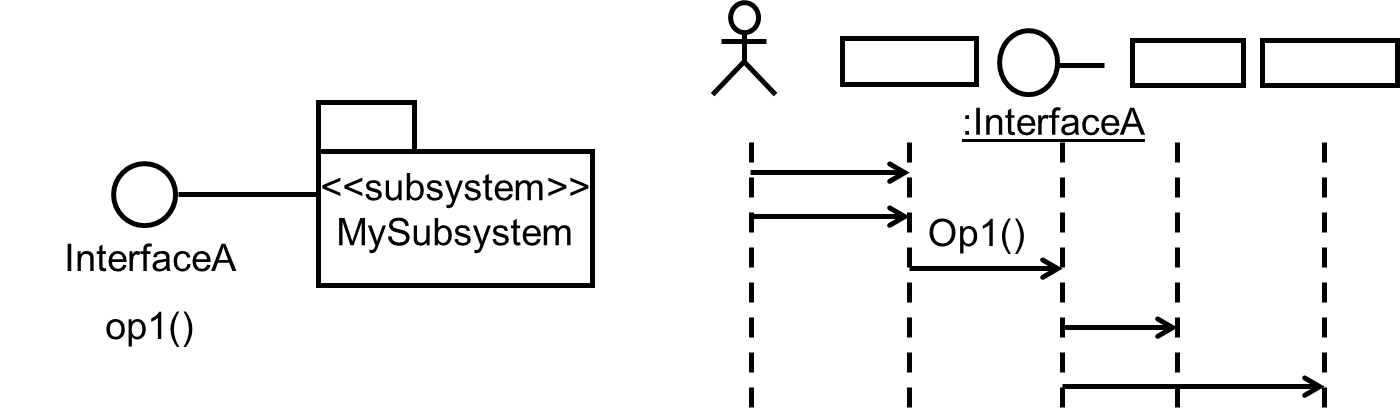 <<subsystem>>
MySubsystem
InterfaceA
op1()
:InterfaceA
Op1()